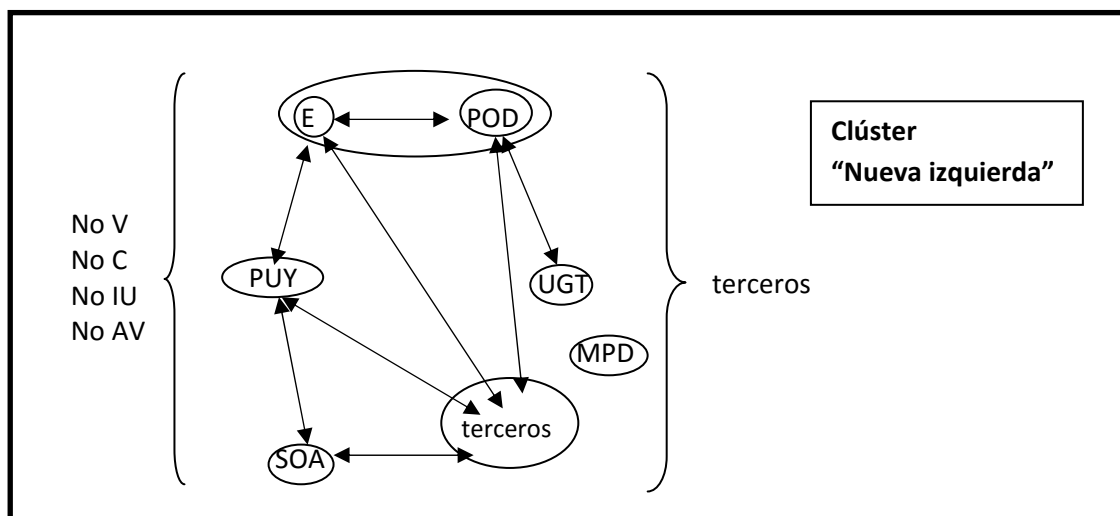 E
POD
Clúster
“Nueva izquierda”
No V
No C
No IU
No AV
PUY
UGT
terceros
MPD
terceros
SOA